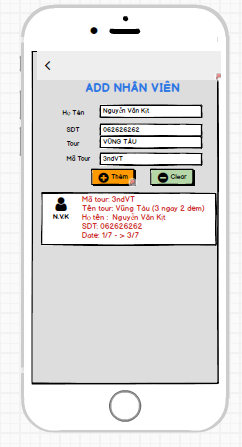 ADD NHÂN VIÊN
Họ Tên Nguyễn Văn Kịt
SDT 062626262
Tour VŨNG TÀU
Mã Tour 3ndVT
Thêm Clear
Mã tour: 3ndVT
Tên tour: Vũng Tàu (3 ngay 2 dem)
Họ tên : Nguyễn Văn Kịt
SDT: 062626262
Date: 1/7 - > 3/7
N.V.K